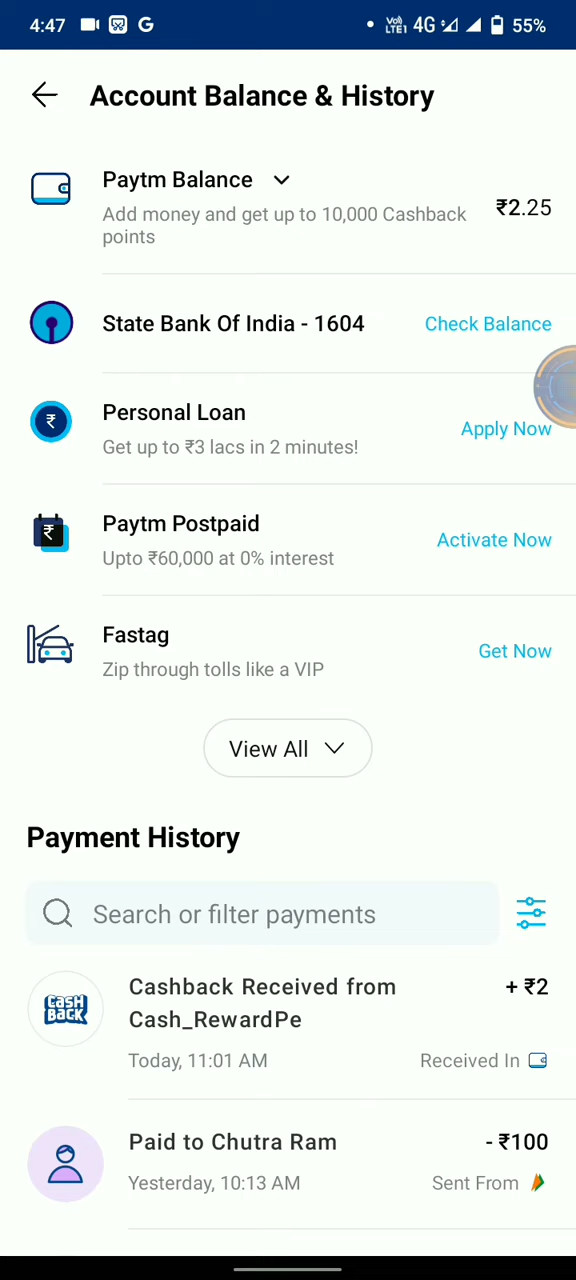 4:47 G Vo) LTE1 4G 55%
Account Balance & History
Paytm Balance
Add money and get up to 10,000 Cashback
points
₹2.25
State Bank Of India - 1604 Check Balance
₹
Personal Loan
Get up to ₹3 lacs in 2 minutes!
Apply Now
₹
Paytm Postpaid
Upto ₹60,000 at 0% interest
Activate Now
Fastag
Zip through tolls like a VIP
Get Now
View All
Payment History
Search or filter payments
CASH
BACK
Cashback Received from
Cash_RewardPe
+ ₹2
Today, 11:01 AM Received In
Paid to Chutra Ram - ₹100
Yesterday, 10:13 AM Sent From